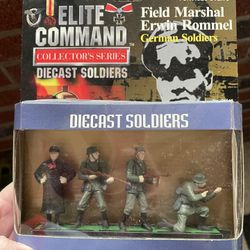 ELITE
COMMAND
COLLECTOR'S SERIES
DIECAST SOLDIERS
Field Marshal
Erwin Rommel
German Soldiers
DIECAST SOLDIERS